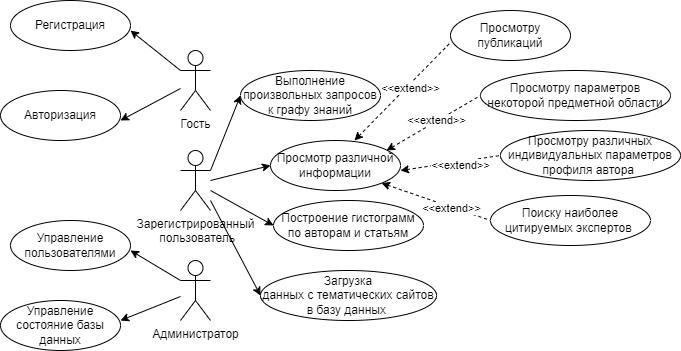 Регистрация
Авторизация
Гость
Выполнение
произвольных запросов
к графу знаний
Просмотру
публикаций
<<extend>>
Просмотру параметров
некоторой предметной области
<<extend>>
Просмотр различной
информации
Просмотру различных
индивидуальных параметров
профиля автора
<<extend>>
Поиску наиболее
цитируемых экспертов
<<extend>>
Зарегистрированный
пользователь
Построение гистограмм
по авторам и статьям
Управление
пользователями
Загрузка
данных с тематических сайтов
в базу данных
Управление
состояние базы
данных
Администратор